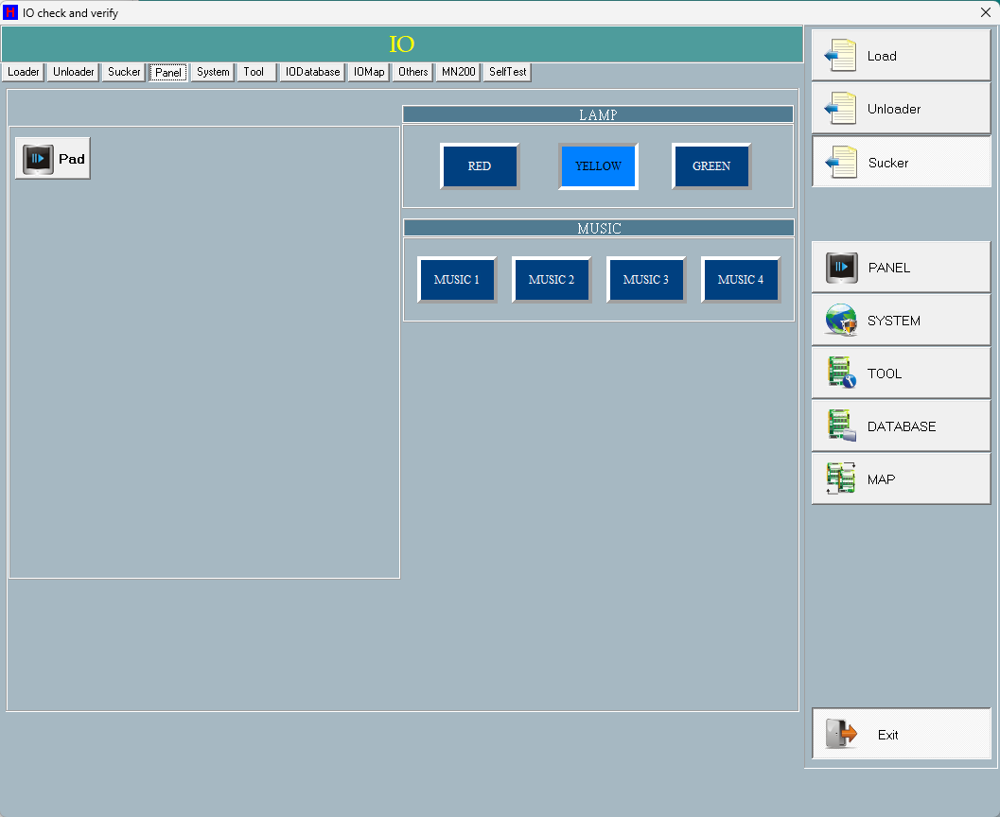 H IO check and verify
IO
Loader Unloader Sucker Panel System Tool IODatabase IOMap Others MN200 SelfTest
Pad
LAMP
RED YELLOW GREEN
MUSIC
MUSIC 1 MUSIC 2 MUSIC 3 MUSIC 4
Load
Unloader
Sucker
PANEL
SYSTEM
TOOL
DATABASE
MAP
Exit